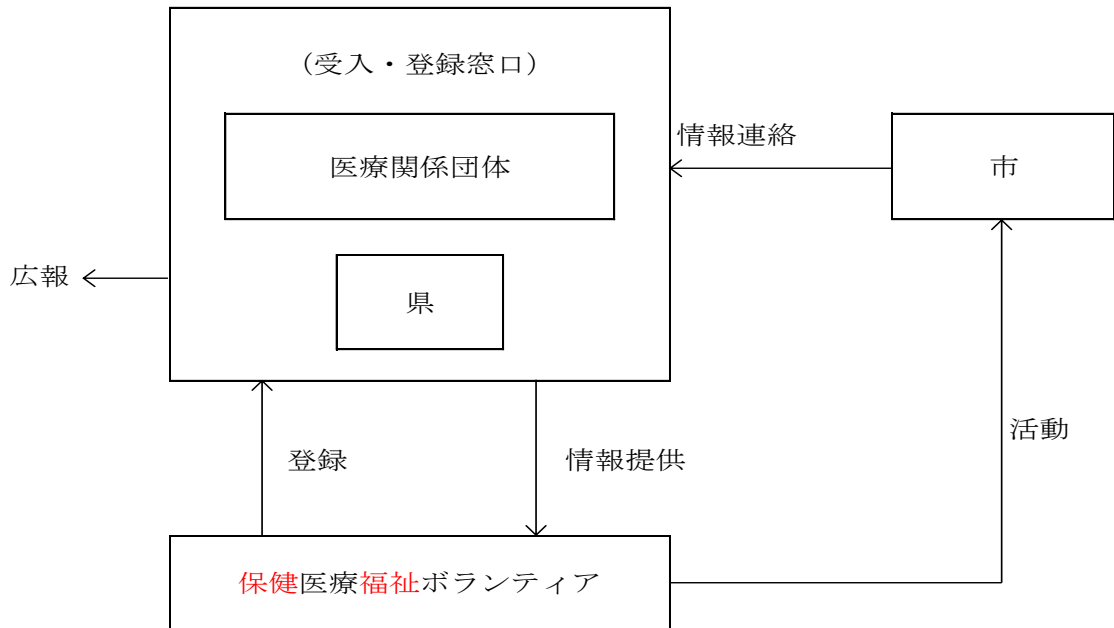 （受入・登録窓口）
医療関係団体
情報連絡
市
県
広報
登録
情報提供
活動
保健医療福祉ボランティア